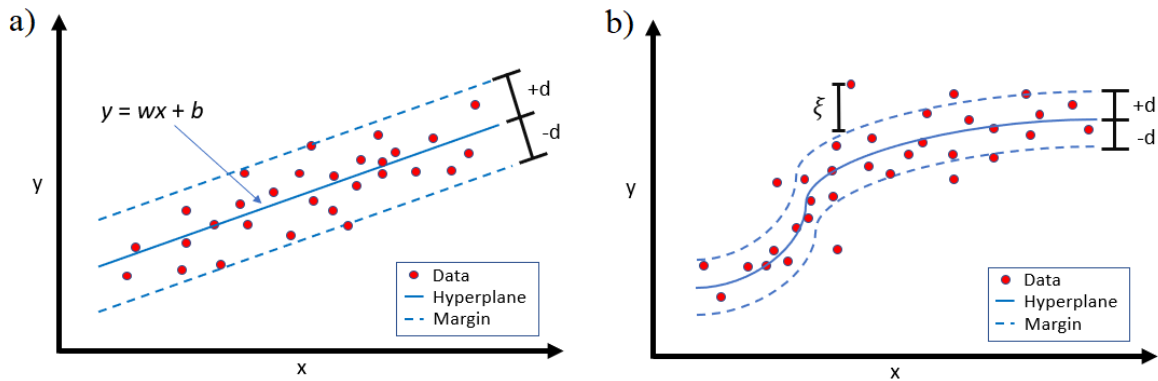 a)
y = wx + b
+d
-d
y
Data
Hyperplane
Margin
x
b)
ξ
+d
-d
y
Data
Hyperplane
Margin
x